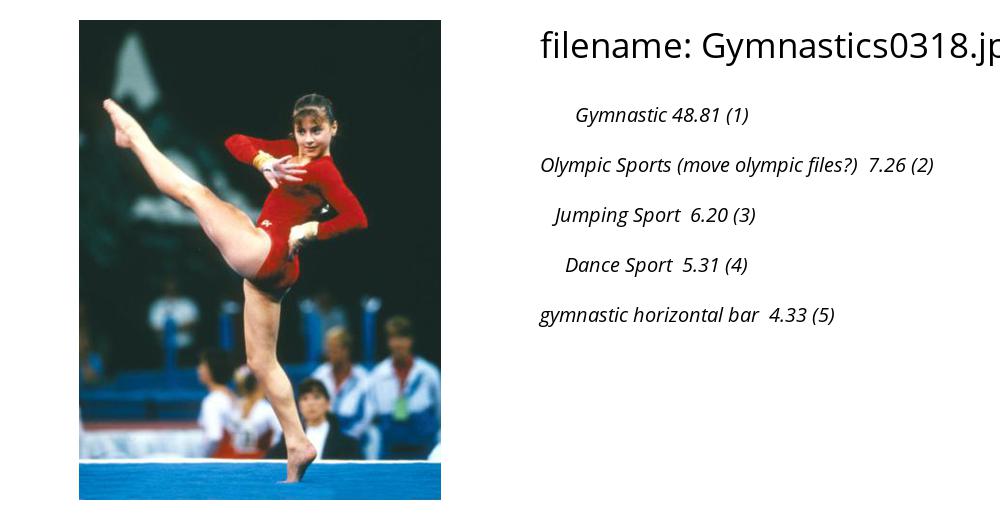 filename: Gymnastics0318.jp
Gymnastic 48.81 (1)
Olympic Sports (move olympic files?) 7.26 (2)
Jumping Sport 6.20 (3)
Dance Sport 5.31 (4)
gymnastic horizontal bar 4.33 (5)